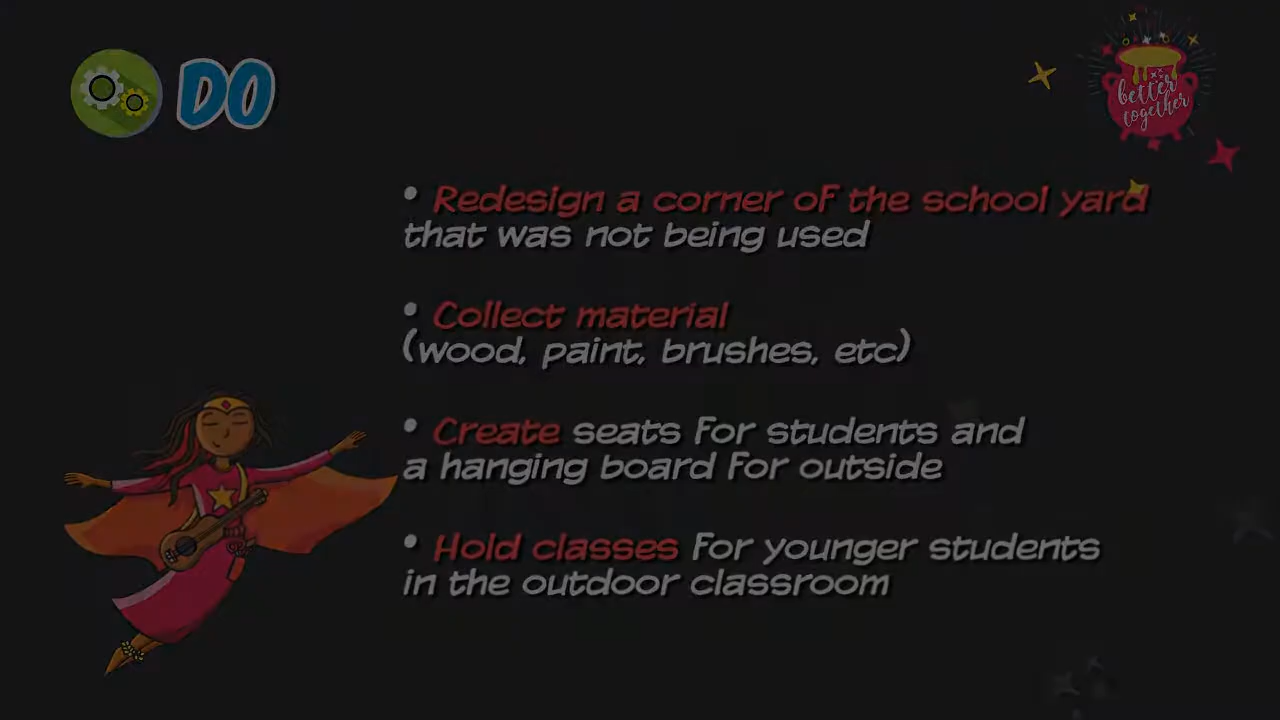 DO
better
together
• Redesign a corner of the school yard
that was not being used
• Collect material
(wood, paint, brushes, etc)
• Create seats for students and
a hanging board for outside
• Hold classes for younger students
in the outdoor classroom